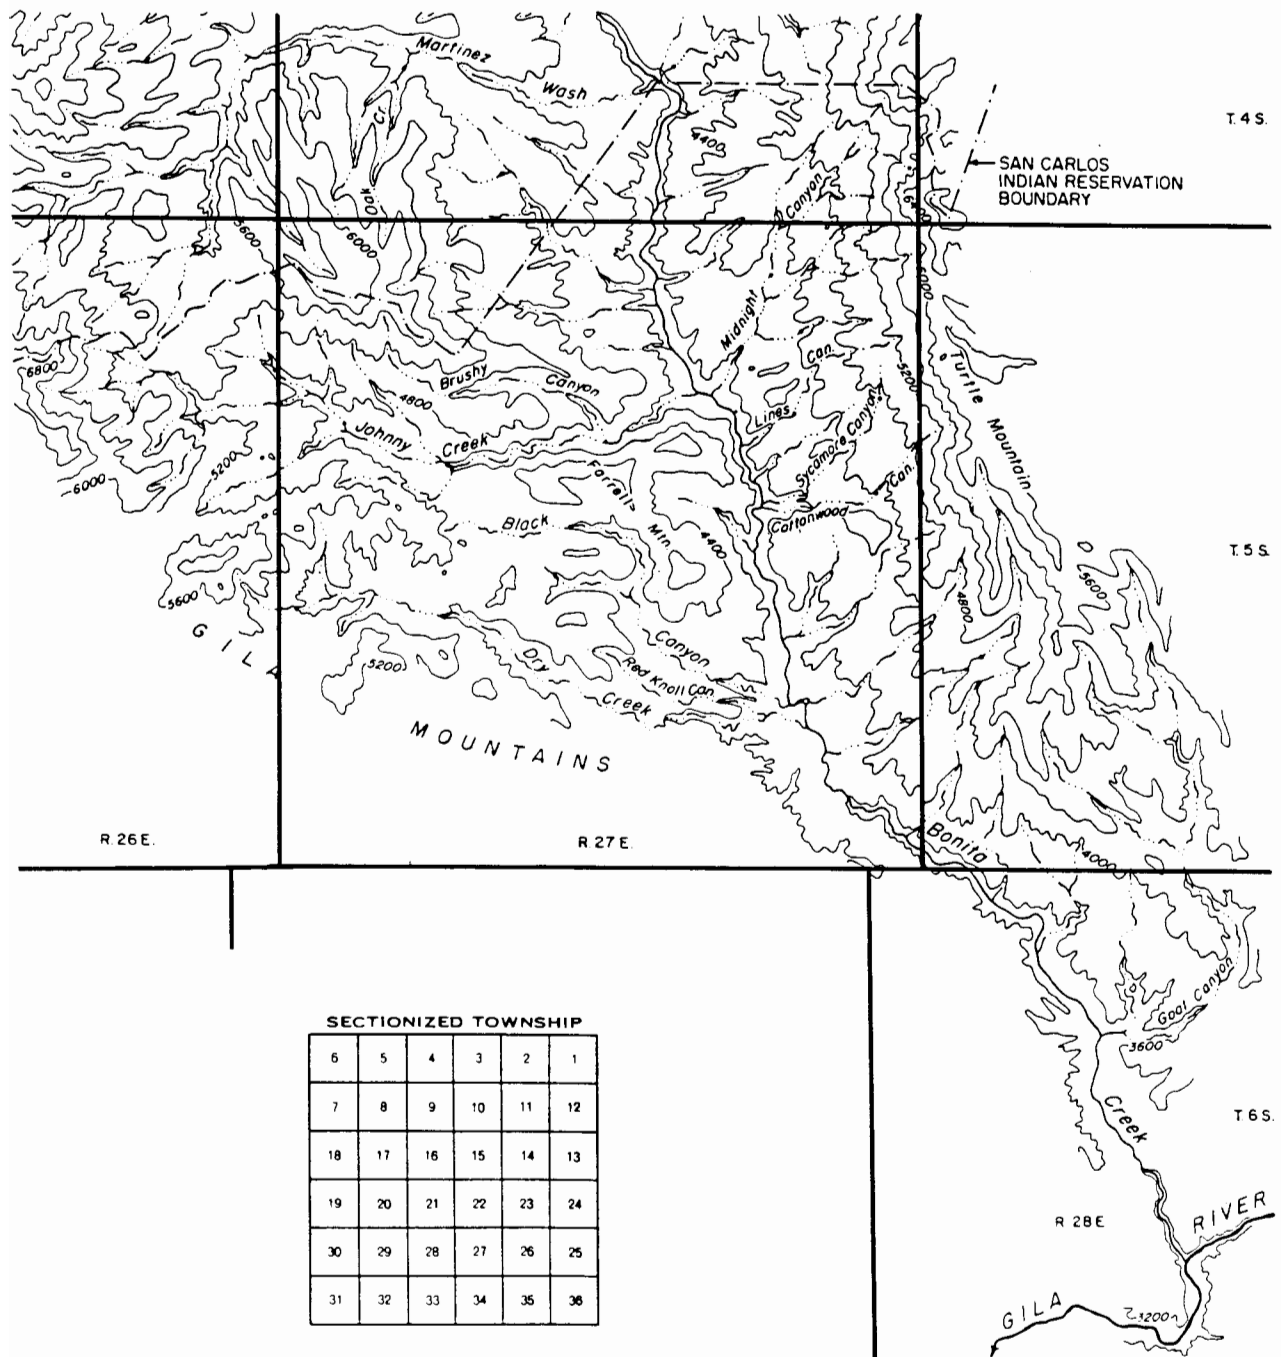 Martinez
Wash
T. 4 S.
4400
Cr.
Oak
Canyon
SAN CARLOS
INDIAN RESERVATION
BOUNDARY
6400
5600
6000
6000
Midnight
Can.
6800
5200
Turtle
Mountain
Brushy
Canyon
4800
Lines
Sycamore Canyon
Johnny
Creek
5200
6000
Farrells
Mtn.
Can.
Cottonwood
Black
4400
T. 5 S.
5600
5600
4800
GILA
Canyon
5200
Dry
Red Knoll Can
Creek
MOUNTAINS
R. 26 E.
R. 27 E.
Bonita
4000
Goat Canyon
3600
Creek
T. 6 S.
SECTIONIZED TOWNSHIP
6 5 4 3 2 1
7 8 9 10 11 12
18 17 16 15 14 13
19 20 21 22 23 24
30 29 28 27 26 25
31 32 33 34 35 36
R 28 E
RIVER
GILA
3200